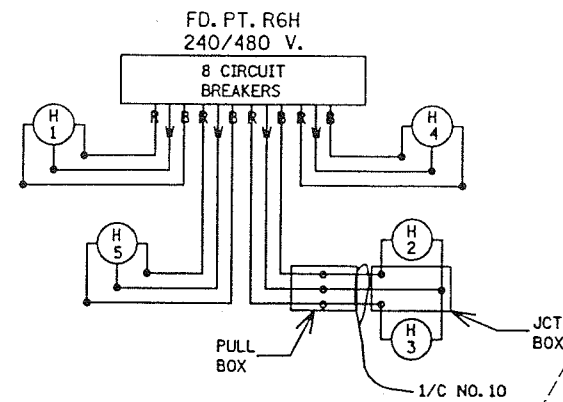 FD. PT. R6H
240/480 V.
8 CIRCUIT
BREAKERS
R W B R W B R W B R W B
H
1
H
4
H
5
H
2
H
3
PULL
BOX
JCT
BOX
1/C NO. 10